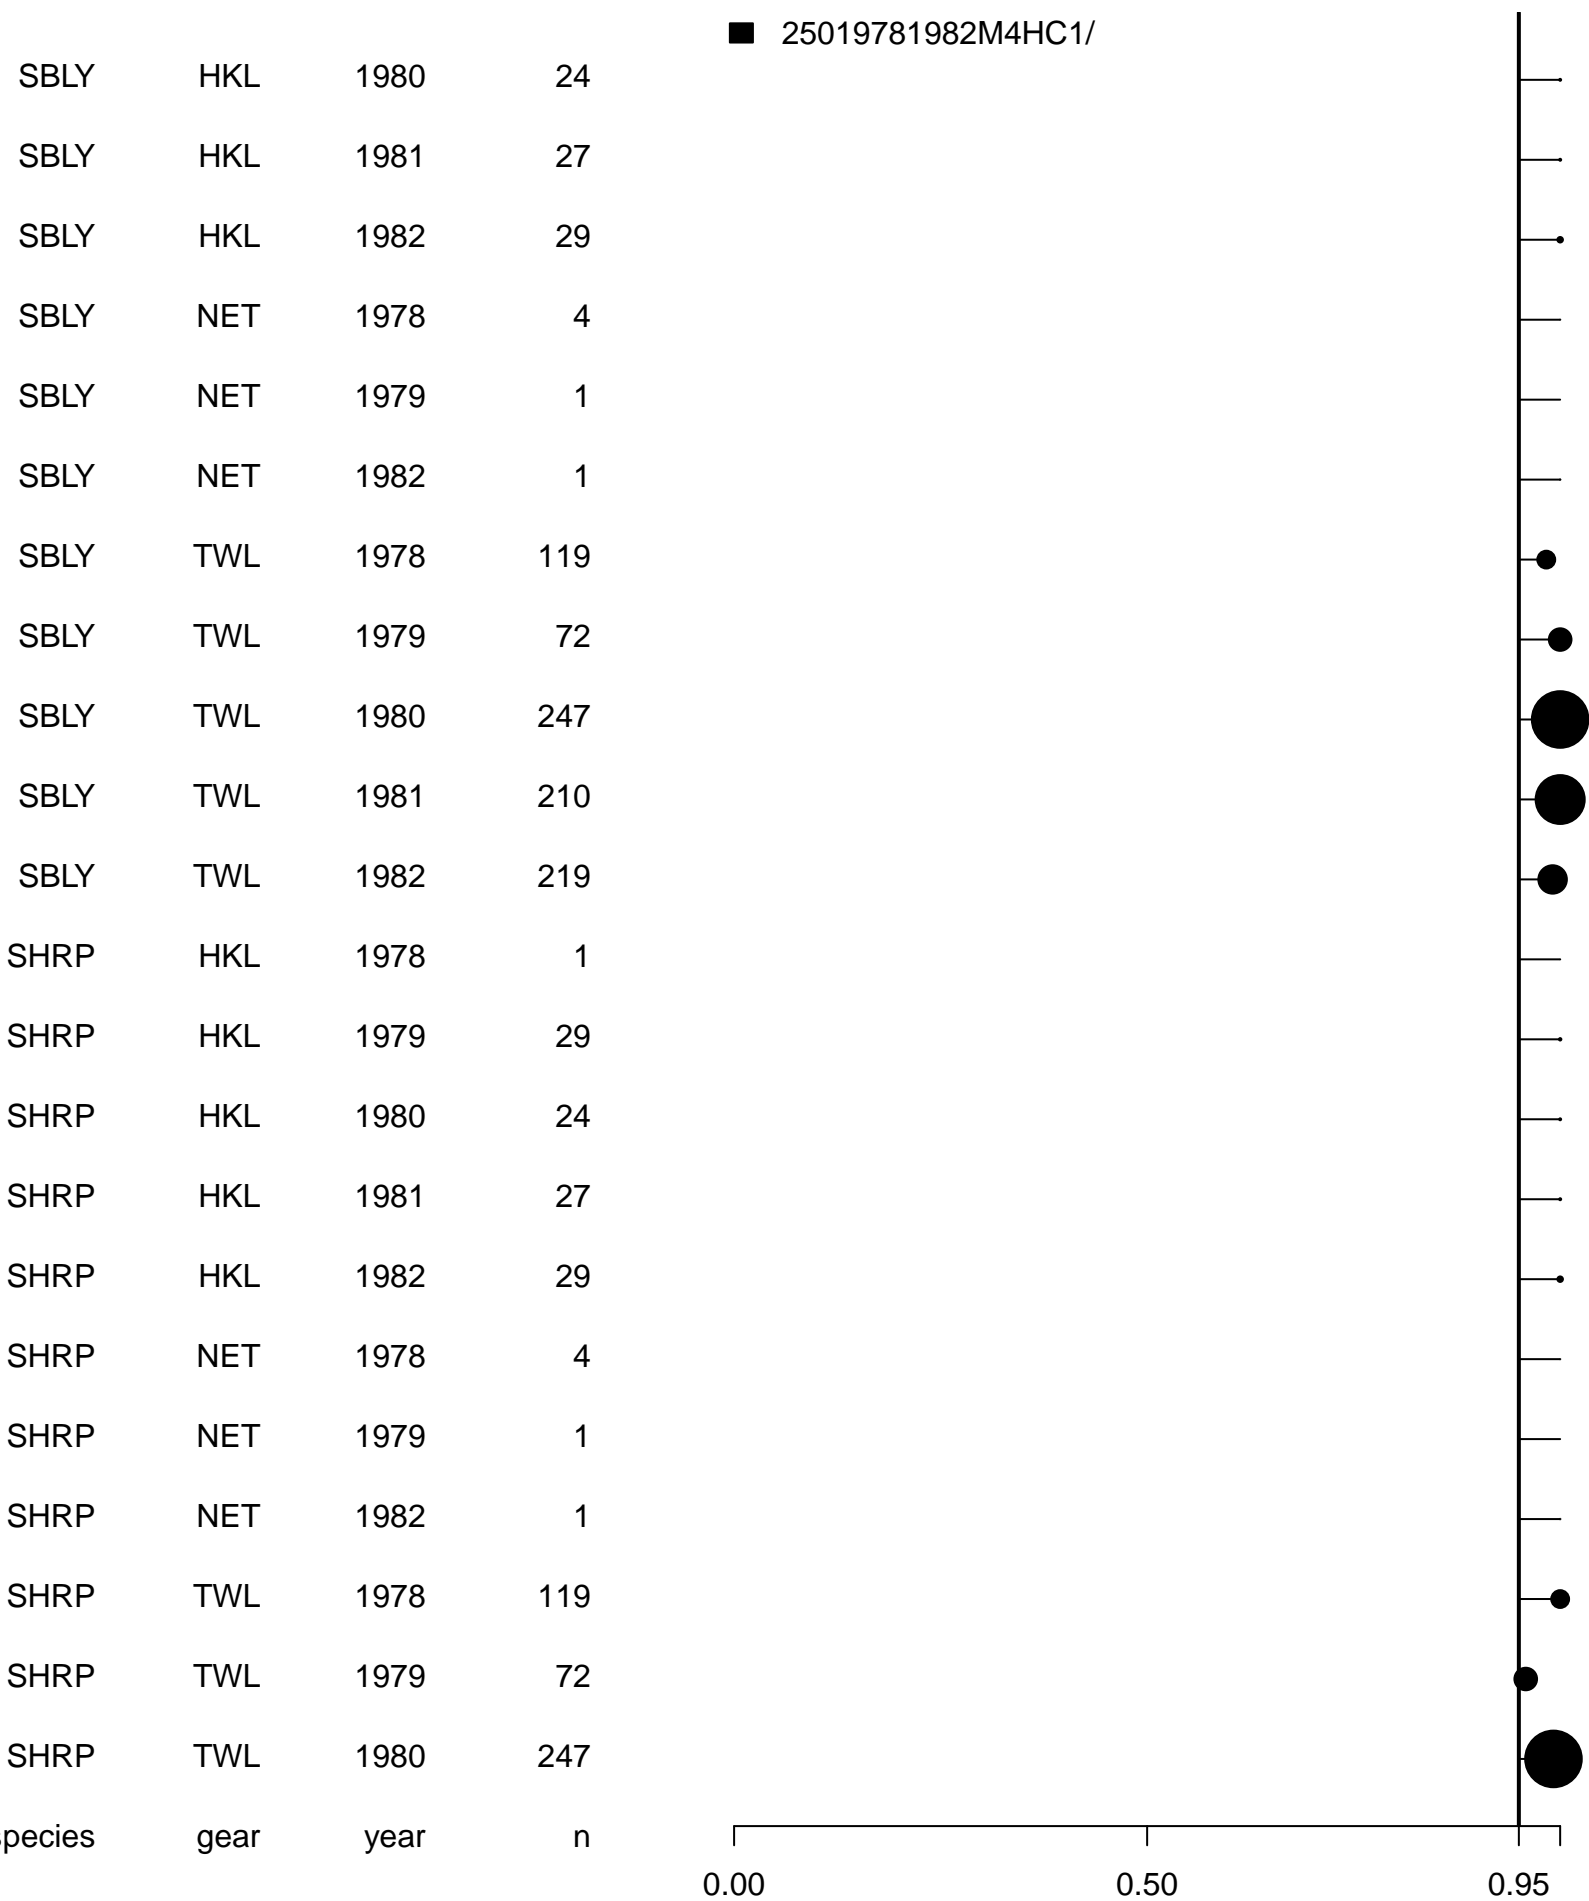 25019781982M4HC1/
SBLY HKL 1980 24
SBLY HKL 1981 27
SBLY HKL 1982 29
SBLY NET 1978 4
SBLY NET 1979 1
SBLY NET 1982 1
SBLY TWL 1978 119
SBLY TWL 1979 72
SBLY TWL 1980 247
SBLY TWL 1981 210
SBLY TWL 1982 219
SHRP HKL 1978 1
SHRP HKL 1979 29
SHRP HKL 1980 24
SHRP HKL 1981 27
SHRP HKL 1982 29
SHRP NET 1978 4
SHRP NET 1979 1
SHRP NET 1982 1
SHRP TWL 1978 119
SHRP TWL 1979 72
SHRP TWL 1980 247
pecies gear year n
0.00 0.50 0.95